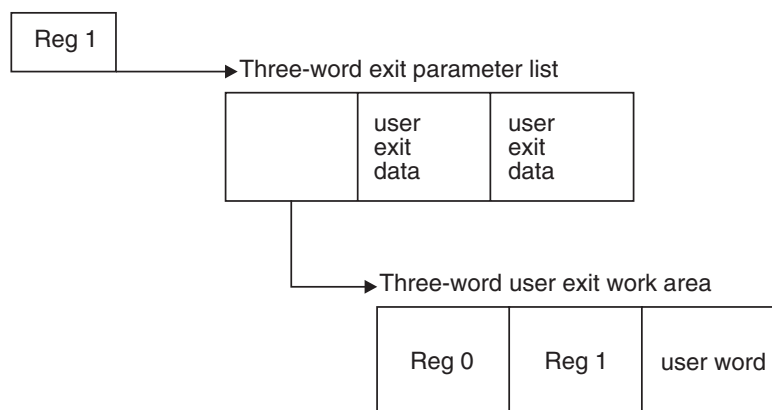 Reg 1
Three-word exit parameter list
user
exit
data
user
exit
data
Three-word user exit work area
Reg 0
Reg 1
user word